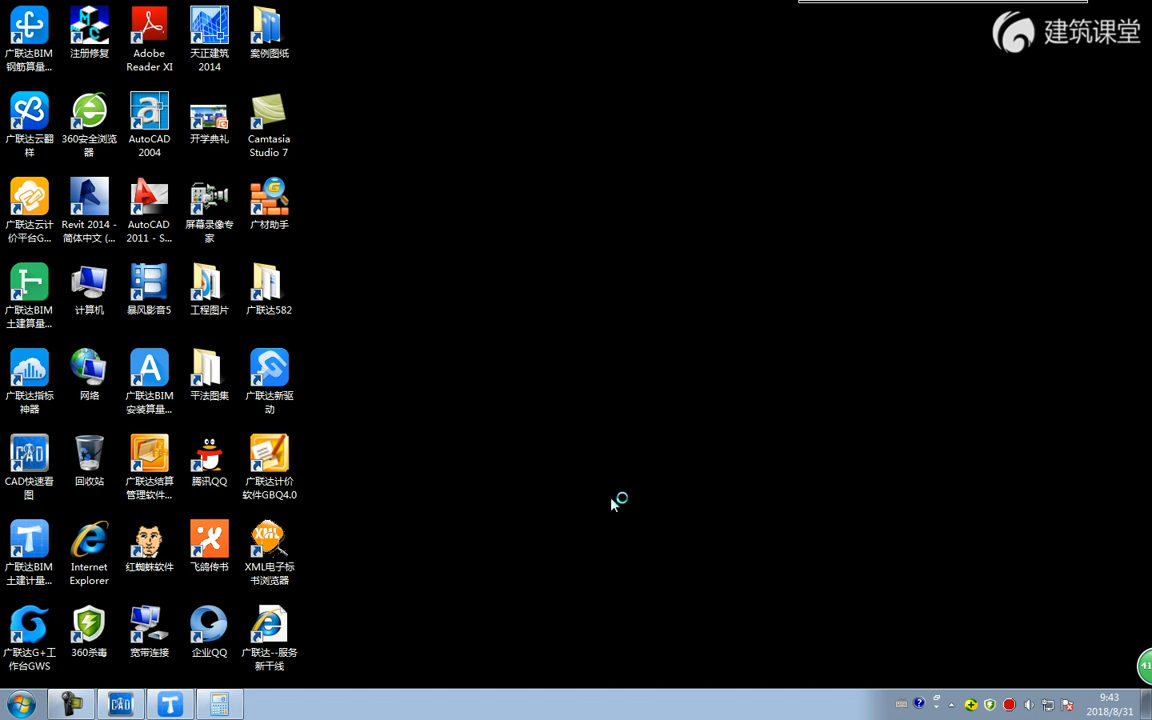 建筑课堂
广联达BIM
钢筋算量...
注册修复
Adobe
Reader XI
天正建筑
2014
案例图纸
广联达云翻
样
360安全浏览
器
AutoCAD
2004
开学典礼
Camtasia
Studio 7
广联达云计
价平台G...
Revit 2014 -
简体中文 (...
AutoCAD
2011 - S...
屏幕录像专
家
广材助手
广联达BIM
土建算量...
计算机
暴风影音5
工程图片
广联达582
广联达指标
神器
网络
广联达BIM
安装算量...
平法图集
广联达新驱
动
CAD
CAD快速看
图
回收站
广联达结算
管理软件...
腾讯QQ
广联达计价
软件GBQ4.0
广联达BIM
土建计量...
Internet
Explorer
红蜘蛛软件
飞鸽传书
XML
XML电子标
书浏览器
广联达G+工
作台GWS
360杀毒
宽带连接
企业QQ
广联达--服务
新干线
41
CAD
9:43
2018/8/31